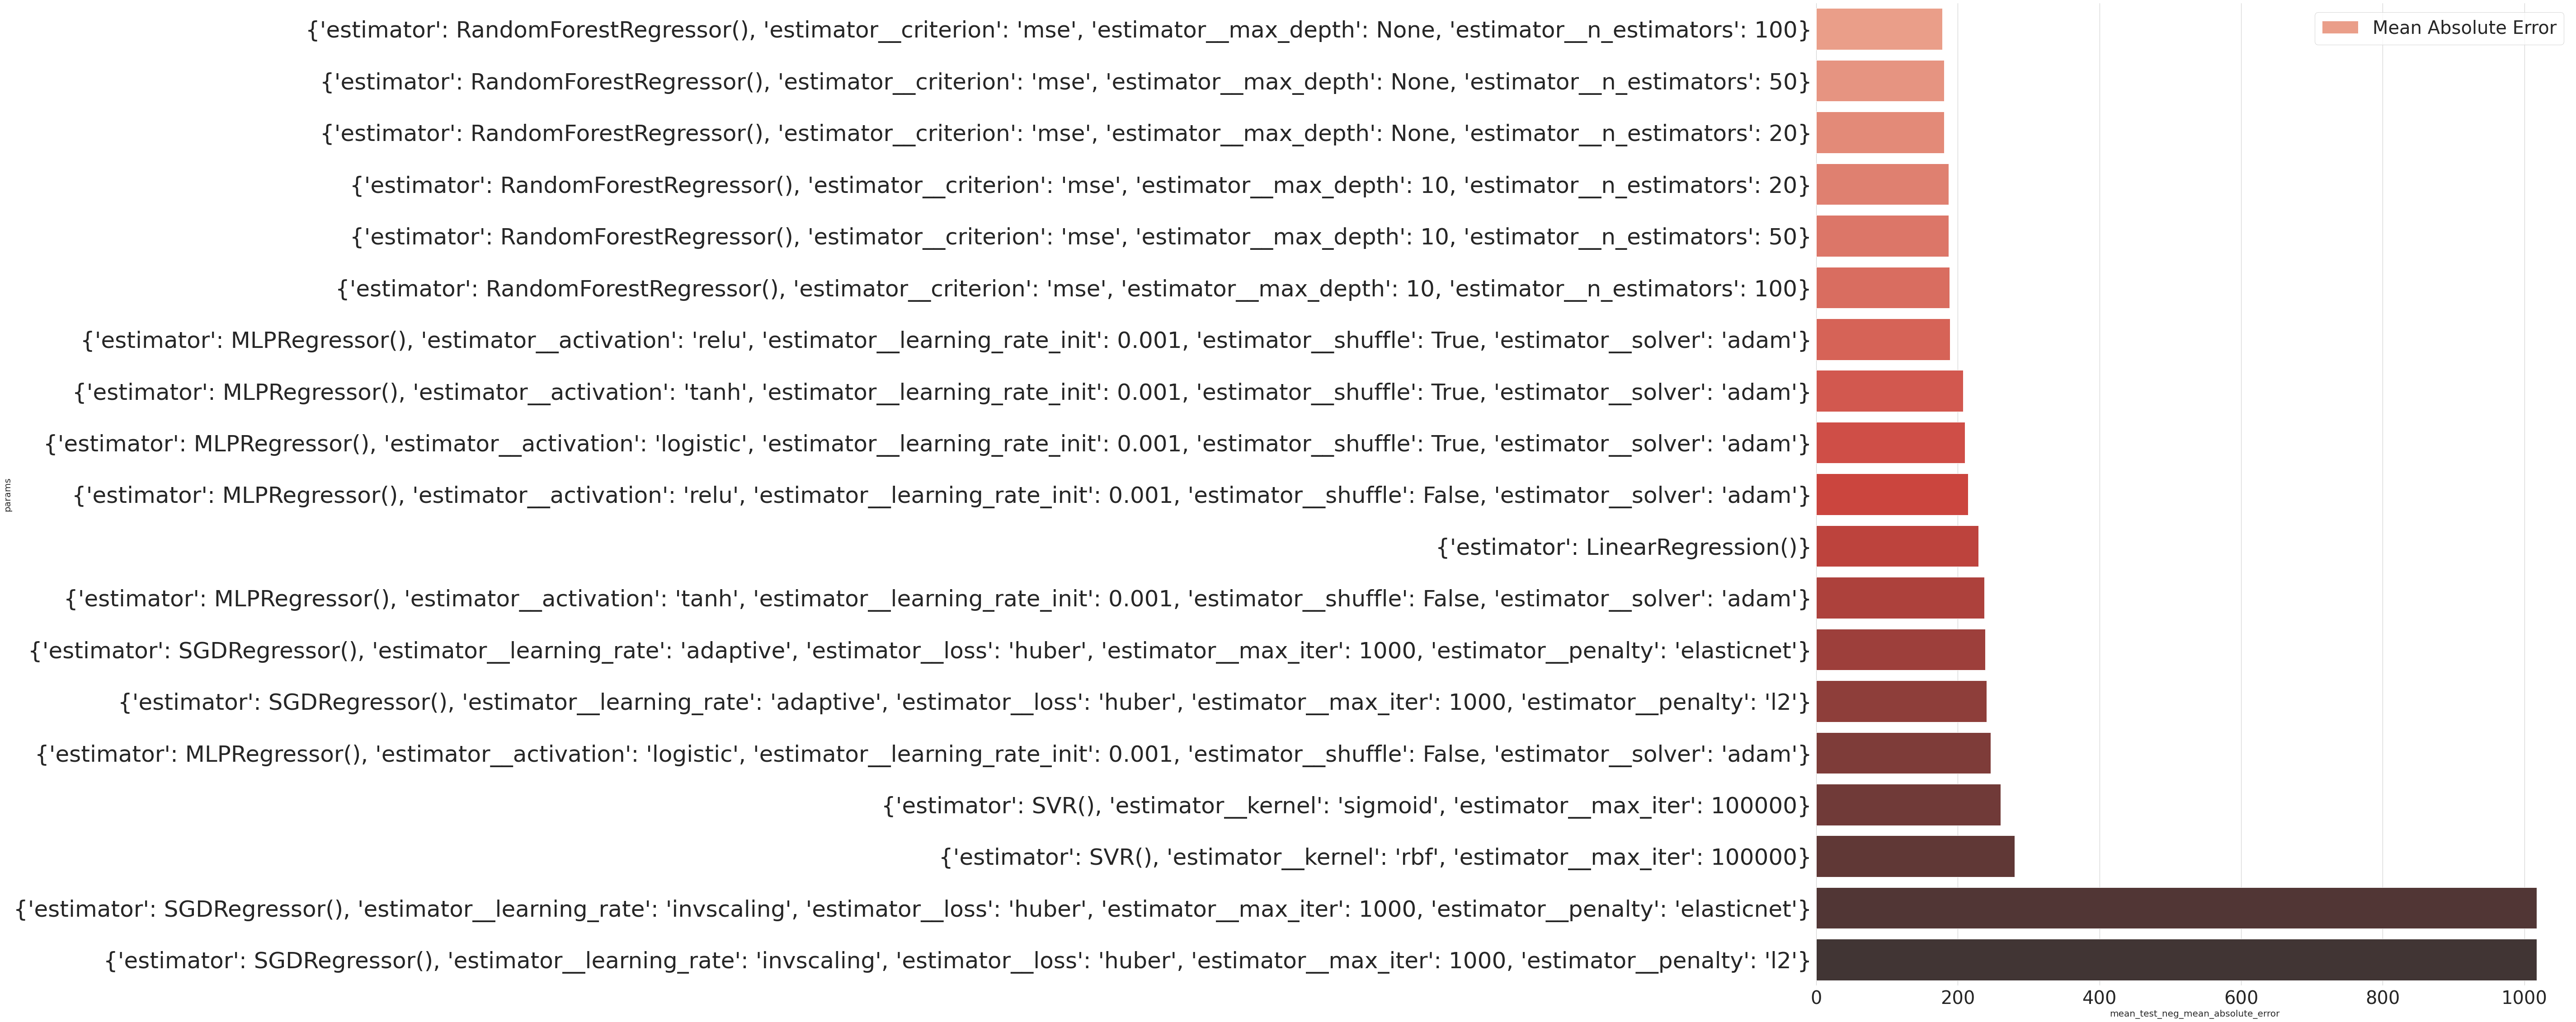 {'estimator': RandomForestRegressor(), 'estimator__criterion': 'mse', 'estimator__max_depth': None, 'estimator__n_estimators': 100}
Mean Absolute Error
{'estimator': RandomForestRegressor(), 'estimator__criterion': 'mse', 'estimator__max_depth': None, 'estimator__n_estimators': 50}
{'estimator': RandomForestRegressor(), 'estimator__criterion': 'mse', 'estimator__max_depth': None, 'estimator__n_estimators': 20}
{'estimator': RandomForestRegressor(), 'estimator__criterion': 'mse', 'estimator__max_depth': 10, 'estimator__n_estimators': 20}
{'estimator': RandomForestRegressor(), 'estimator__criterion': 'mse', 'estimator__max_depth': 10, 'estimator__n_estimators': 50}
{'estimator': RandomForestRegressor(), 'estimator__criterion': 'mse', 'estimator__max_depth': 10, 'estimator__n_estimators': 100}
{'estimator': MLPRegressor(), 'estimator__activation': 'relu', 'estimator__learning_rate_init': 0.001, 'estimator__shuffle': True, 'estimator__solver': 'adam'}
{'estimator': MLPRegressor(), 'estimator__activation': 'tanh', 'estimator__learning_rate_init': 0.001, 'estimator__shuffle': True, 'estimator__solver': 'adam'}
{'estimator': MLPRegressor(), 'estimator__activation': 'logistic', 'estimator__learning_rate_init': 0.001, 'estimator__shuffle': True, 'estimator__solver': 'adam'}
{'estimator': MLPRegressor(), 'estimator__activation': 'relu', 'estimator__learning_rate_init': 0.001, 'estimator__shuffle': False, 'estimator__solver': 'adam'}
params
{'estimator': LinearRegression()}
{'estimator': MLPRegressor(), 'estimator__activation': 'tanh', 'estimator__learning_rate_init': 0.001, 'estimator__shuffle': False, 'estimator__solver': 'adam'}
{'estimator': SGDRegressor(), 'estimator__learning_rate': 'adaptive', 'estimator__loss': 'huber', 'estimator__max_iter': 1000, 'estimator__penalty': 'elasticnet'}
{'estimator': SGDRegressor(), 'estimator__learning_rate': 'adaptive', 'estimator__loss': 'huber', 'estimator__max_iter': 1000, 'estimator__penalty': 'l2'}
{'estimator': MLPRegressor(), 'estimator__activation': 'logistic', 'estimator__learning_rate_init': 0.001, 'estimator__shuffle': False, 'estimator__solver': 'adam'}
{'estimator': SVR(), 'estimator__kernel': 'sigmoid', 'estimator__max_iter': 100000}
{'estimator': SVR(), 'estimator__kernel': 'rbf', 'estimator__max_iter': 100000}
{'estimator': SGDRegressor(), 'estimator__learning_rate': 'invscaling', 'estimator__loss': 'huber', 'estimator__max_iter': 1000, 'estimator__penalty': 'elasticnet'}
{'estimator': SGDRegressor(), 'estimator__learning_rate': 'invscaling', 'estimator__loss': 'huber', 'estimator__max_iter': 1000, 'estimator__penalty': 'l2'}
0 200 400 600 800 1000
mean_test_neg_mean_absolute_error